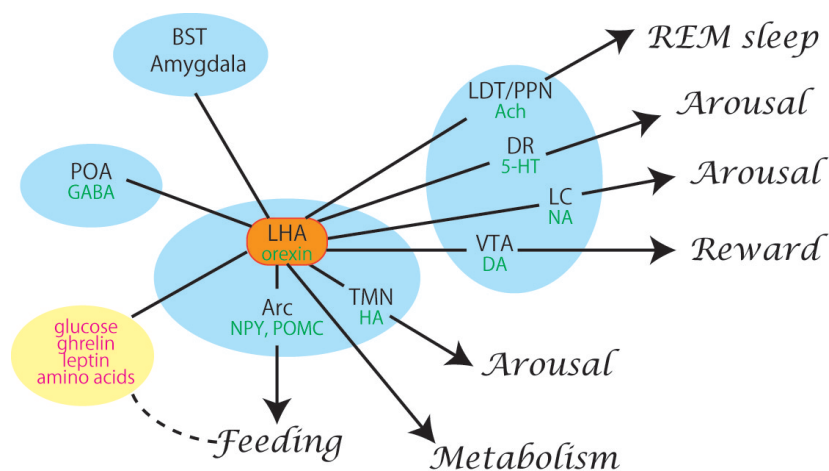 BST
Amygdala
POA
GABA
LHA
orexin
glucose
ghrelin
leptin
amino acids
Arc
NPY, POMC
TMN
HA
LDT/PPN
Ach
DR
5-HT
LC
NA
VTA
DA
REM sleep
Arousal
Arousal
Reward
Arousal
Feeding
Metabolism